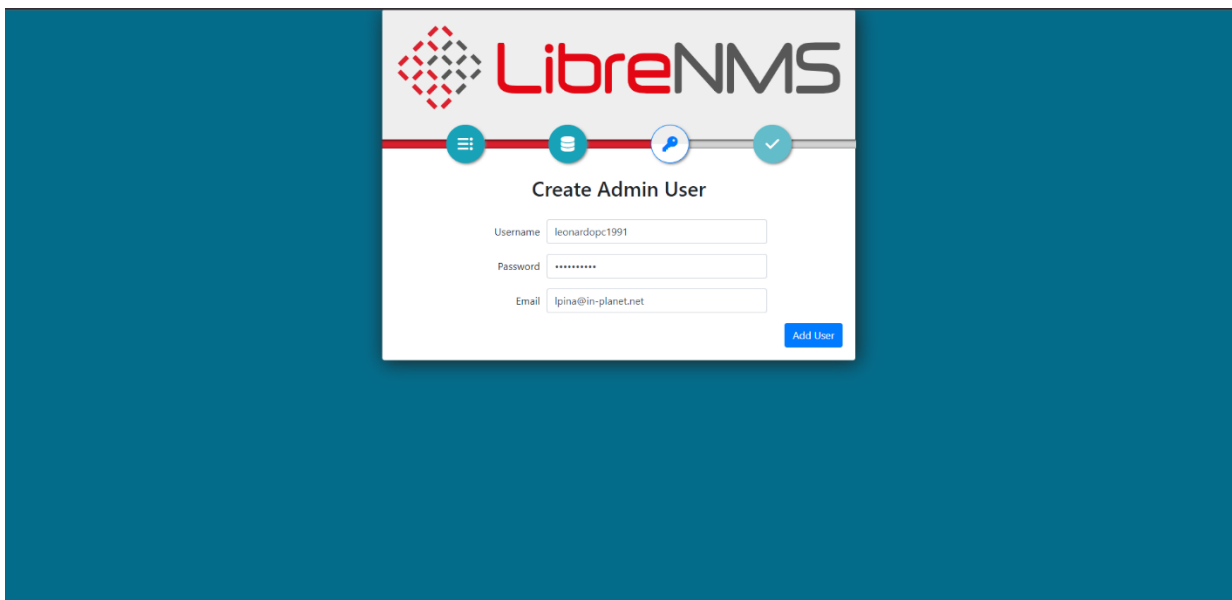 LibreNMS
Create Admin User
Username leonardopc1991
Password ••••••••••
Email lpina@in-planet.net
Add User